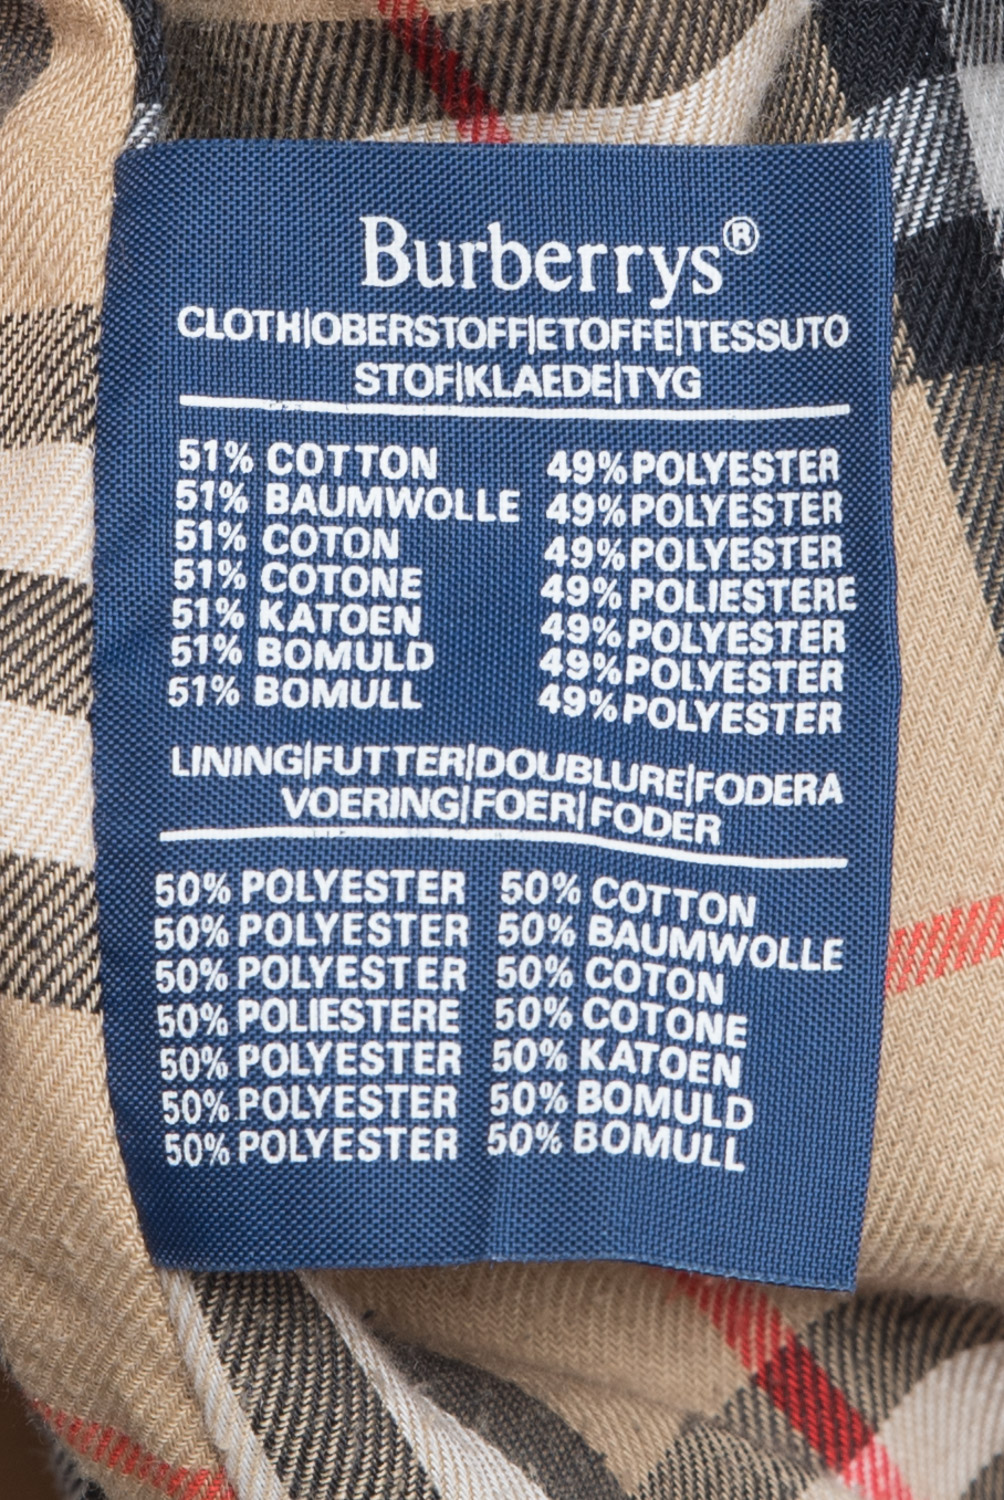 Burberrys®
CLOTH|OBERSTOFF|ETOFFE|TESSUTO
STOF|KLAEDE|TYG
51% COTTON 49% POLYESTER
51% BAUMWOLLE 49% POLYESTER
51% COTON 49% POLYESTER
51% COTONE 49% POLIESTERE
51% KATOEN 49% POLYESTER
51% BOMULD 49% POLYESTER
51% BOMULL 49% POLYESTER
LINING|FUTTER|DOUBLURE|FODERA
VOERING|FOER|FODER
50% POLYESTER 50% COTTON
50% POLYESTER 50% BAUMWOLLE
50% POLYESTER 50% COTON
50% POLIESTERE 50% COTONE
50% POLYESTER 50% KATOEN
50% POLYESTER 50% BOMULD
50% POLYESTER 50% BOMULL